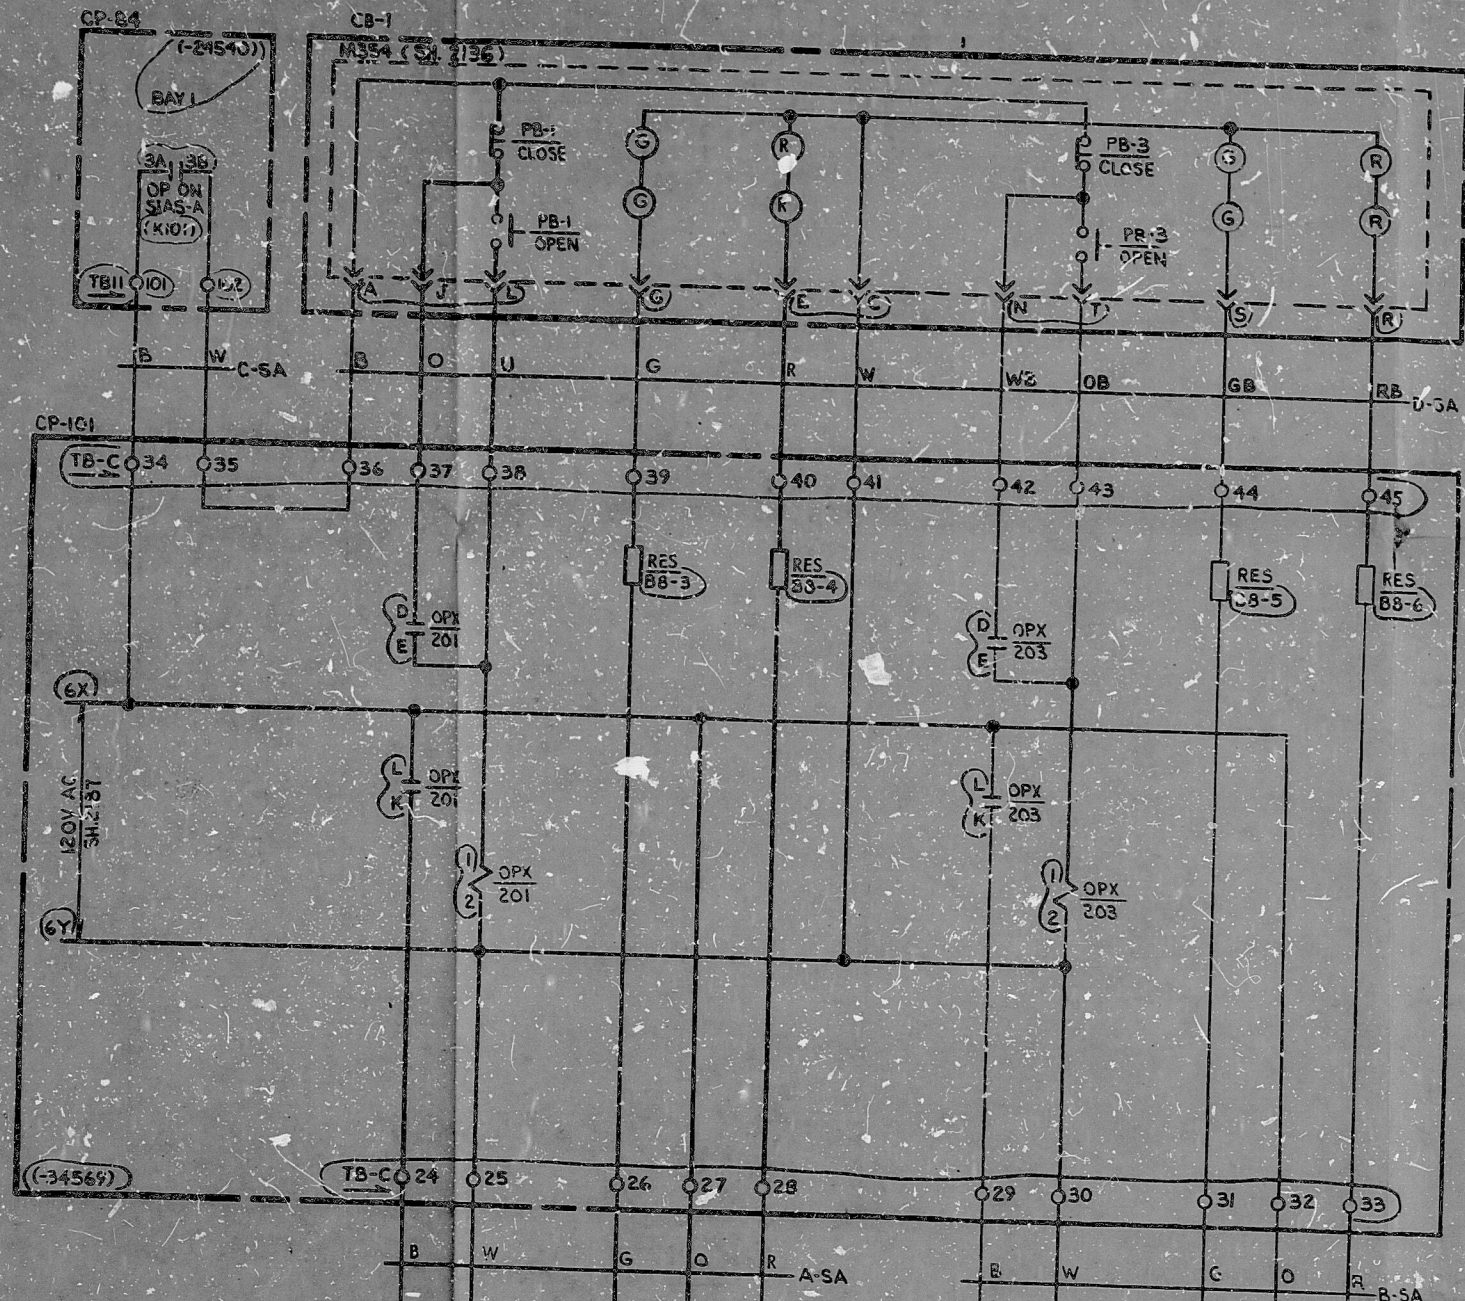 CP-84
CB-1
(-24540)
M354 (SH. 2136)
BAY 1
3A 3B
OP ON
SIAS-A
(K101)
TB11 101 102
PB-1
CLOSE
PB-1
OPEN
G
G
R
R
PB-3
CLOSE
PB-3
OPEN
G
G
R
R
A J L G E C N T S R
B W C-SA
B O U G R W WB OB GB RB D-SA
CP-101
TB-C 34 35 36 37 38 39 40 41 42 43 44 45
RES
B8-3
RES
B8-4
RES
B8-5
RES
B8-6
D
E
OPX
201
D
E
OPX
203
6X
120V AC
SH.2187
6Y
L
K
OPX
201
L
K
OPX
203
1
2
OPX
201
1
2
OPX
203
(-34569)
TB-C 24 25 26 27 28 29 30 31 32 33
B W G O R A-SA
B W G O R B-SA